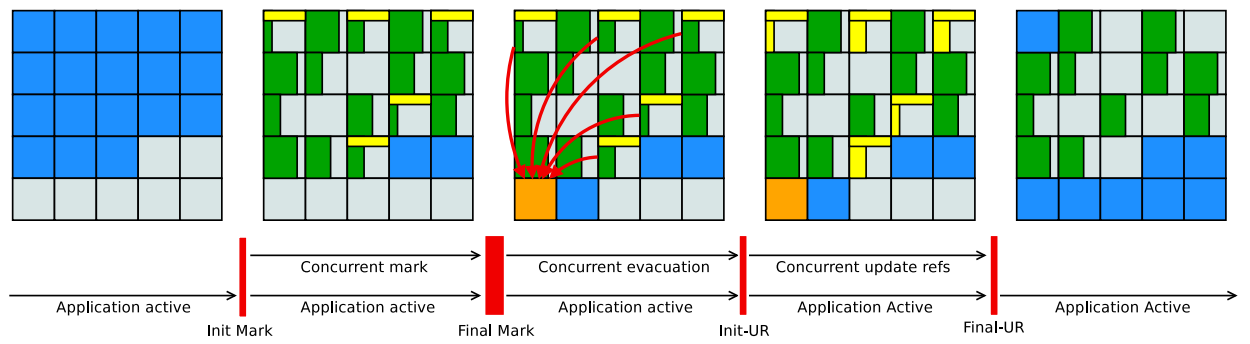 Concurrent mark
Concurrent evacuation
Concurrent update refs
Application active
Application active
Application active
Application Active
Application Active
Init Mark
Final Mark
Init-UR
Final-UR